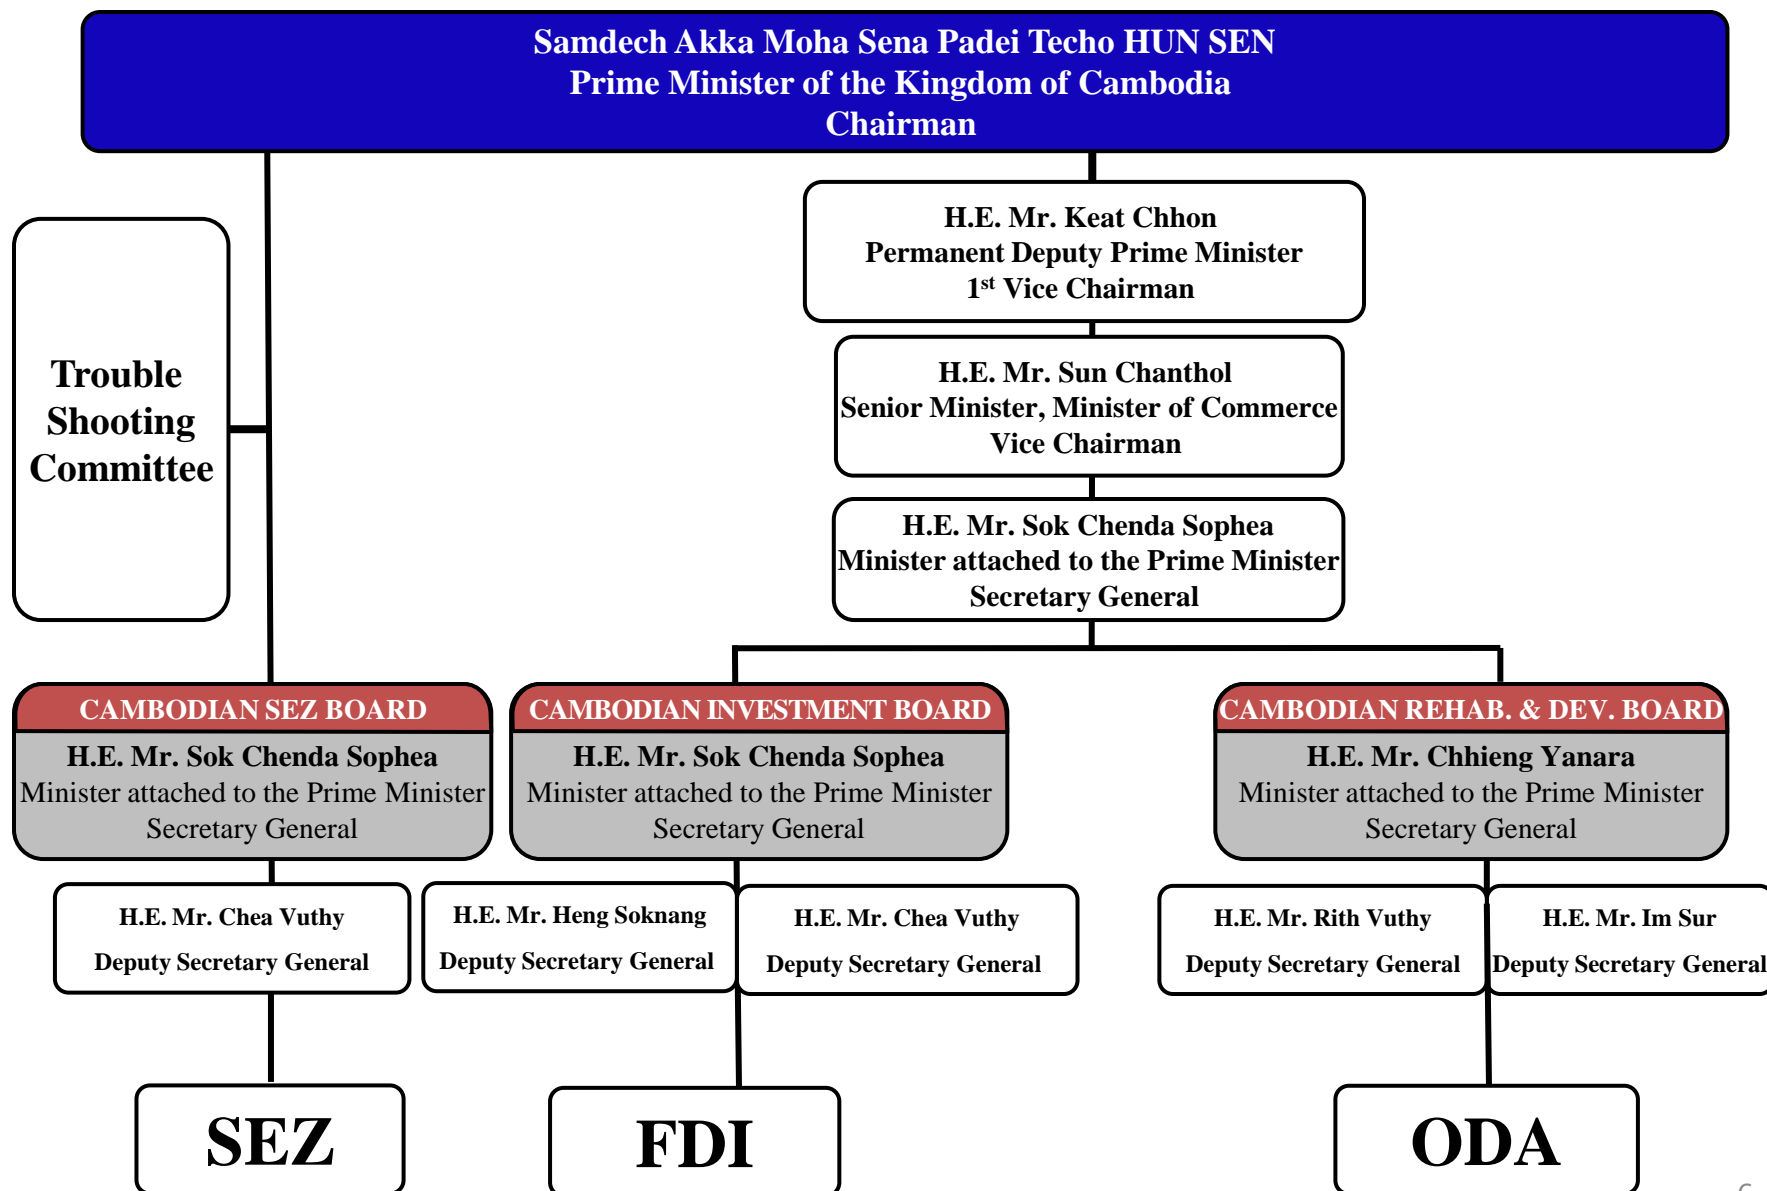 Samdech Akka Moha Sena Padei Techo HUN SEN
Prime Minister of the Kingdom of Cambodia
Chairman
H.E. Mr. Keat Chhon
Permanent Deputy Prime Minister
1st Vice Chairman
Trouble
Shooting
Committee
H.E. Mr. Sun Chanthol
Senior Minister, Minister of Commerce
Vice Chairman
H.E. Mr. Sok Chenda Sophea
Minister attached to the Prime Minister
Secretary General
CAMBODIAN SEZ BOARD
H.E. Mr. Sok Chenda Sophea
Minister attached to the Prime Minister
Secretary General
CAMBODIAN INVESTMENT BOARD
H.E. Mr. Sok Chenda Sophea
Minister attached to the Prime Minister
Secretary General
CAMBODIAN REHAB. & DEV. BOARD
H.E. Mr. Chhieng Yanara
Minister attached to the Prime Minister
Secretary General
H.E. Mr. Chea Vuthy
Deputy Secretary General
H.E. Mr. Heng Soknang
Deputy Secretary General
H.E. Mr. Chea Vuthy
Deputy Secretary General
H.E. Mr. Rith Vuthy
Deputy Secretary General
H.E. Mr. Im Sur
Deputy Secretary General
SEZ
FDI
ODA